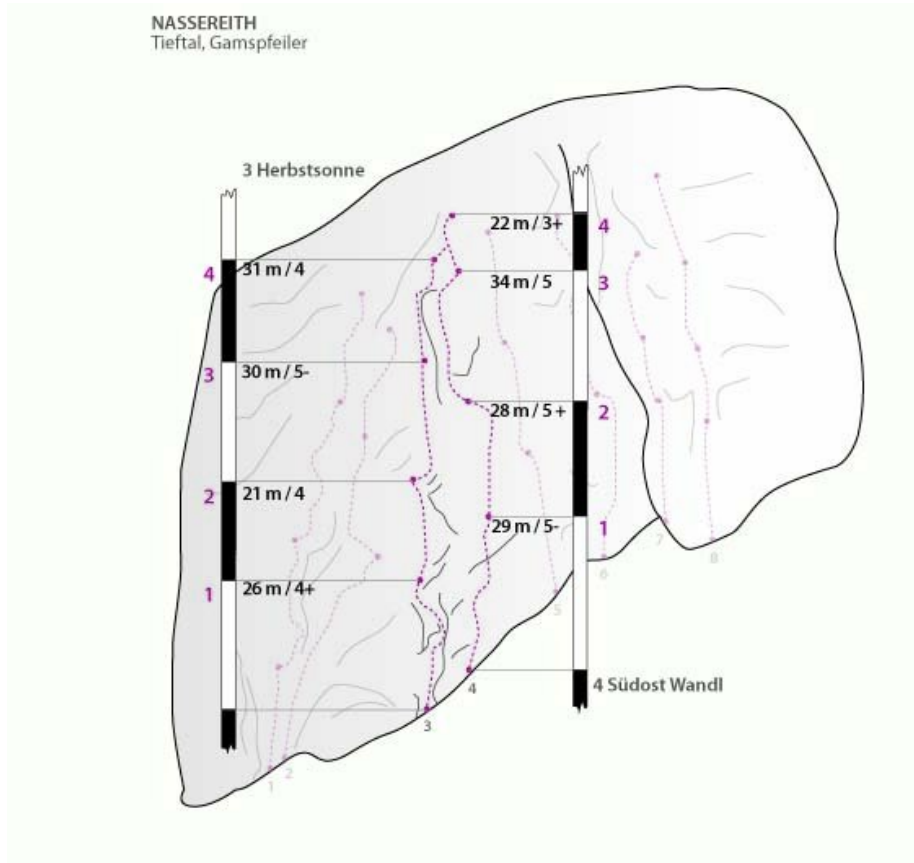 NASSEREITH
Tieftal, Gamspfeiler
3 Herbstsonne
22 m / 3+
4
4
31 m / 4
34 m / 5
3
3
30 m / 5-
28 m / 5 +
2
2
21 m / 4
29 m / 5-
1
1
26 m / 4+
7
8
6
5
4 Südost Wandl
4
3
2
1